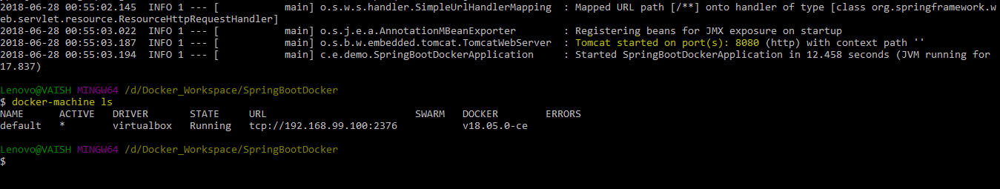 2018-06-28 00:55:02.145  INFO 1 --- [           main] o.s.w.s.handler.SimpleUrlHandlerMapping  : Mapped URL path [/**] onto handler of type [class org.springframework.w
eb.servlet.resource.ResourceHttpRequestHandler]
2018-06-28 00:55:03.022  INFO 1 --- [           main] o.s.j.e.a.AnnotationMBeanExporter        : Registering beans for JMX exposure on startup
2018-06-28 00:55:03.187  INFO 1 --- [           main] o.s.b.w.embedded.tomcat.TomcatWebServer  : Tomcat started on port(s): 8080 (http) with context path ''
2018-06-28 00:55:03.194  INFO 1 --- [           main] c.e.demo.SpringBootDockerApplication     : Started SpringBootDockerApplication in 12.458 seconds (JVM running for
17.837)
Lenovo@VAISH MINGW64 /d/Docker_Workspace/SpringBootDocker
$ docker-machine ls
NAME      ACTIVE   DRIVER       STATE     URL                         SWARM   DOCKER        ERRORS
default   *        virtualbox   Running   tcp://192.168.99.100:2376           v18.05.0-ce
Lenovo@VAISH MINGW64 /d/Docker_Workspace/SpringBootDocker
$